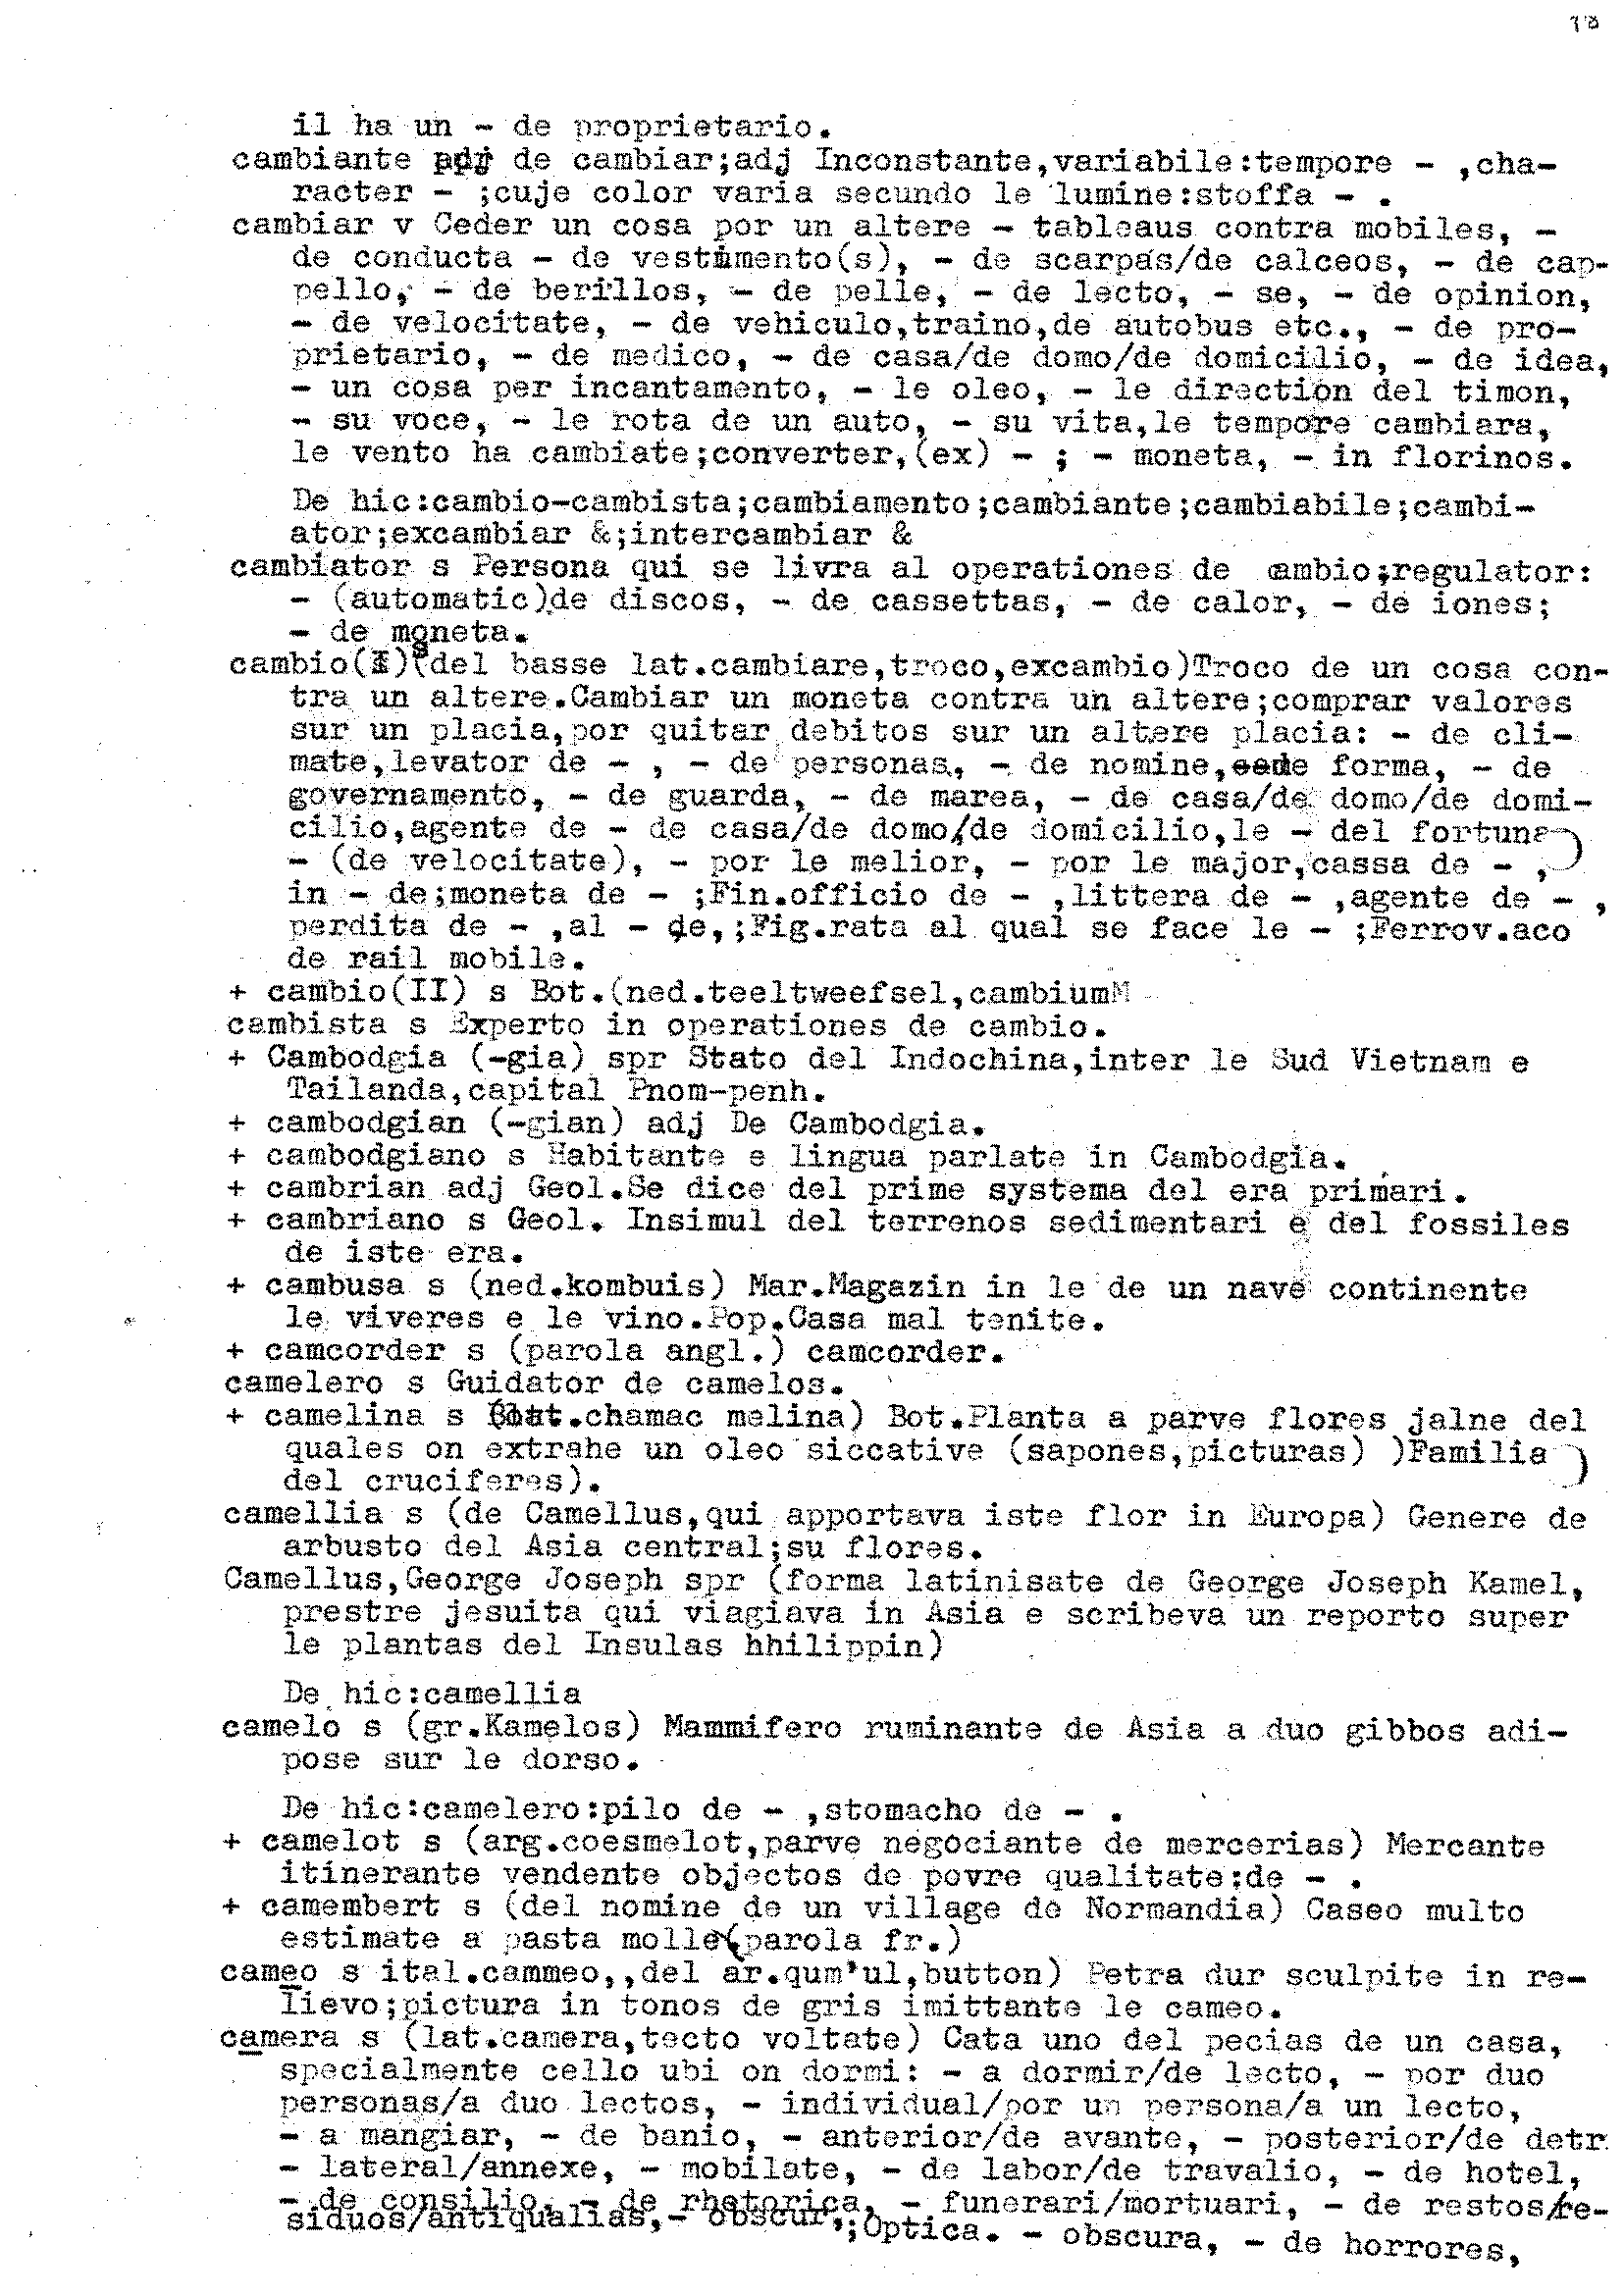 il ha un - de proprietario.
cambiante ppr de cambiar;adj Inconstante,variabile:tempore - ,cha-
racter - ;cuje color varia secundo le lumine:stoffa - .
cambiar v Ceder un cosa por un altere - tableaus contra mobiles, -
de conducta - de vestimento(s), - de scarpas/de calceos, - de cap-
pello, - de berillos, - de pelle, - de lecto, - se, - de opinion,
- de velocitate, - de vehiculo,traino,de autobus etc., - de pro-
prietario, - de medico, - de casa/de domo/de domicilio, - de idea,
- un cosa per incantamento, - le oleo, - le direction del timon,
- su voce, - le rota de un auto, - su vita,le tempore cambiara,
le vento ha cambiate;converter,(ex) - ; - moneta, - in florinos.
De hic:cambio-cambista;cambiamento;cambiante;cambiabile;cambi-
ator;excambiar &;intercambiar &
cambiator s Persona qui se livra al operationes de cambio;regulator:
- (automatic)de discos, - de cassettas, - de calor, - de iones;
- de moneta.
cambio(I)s(del basse lat.cambiare,troco,excambio)Troco de un cosa con-
tra un altere.Cambiar un moneta contra un altere;comprar valores
sur un placia,por quitar debitos sur un altere placia: - de cli-
mate,levator de - , - de personas, - de nomine, de forma, - de
governamento, - de guarda, - de marea, - de casa/de domo/de domi-
cilio,agente de - de casa/de domo/de domicilio,le - del fortuna)
- (de velocitate), - por le melior, - por le major,cassa de - ,
in - de;moneta de - ;Fin.officio de - ,littera de - ,agente de - ,
perdita de - ,al - de,;Fig.rata al qual se face le - ;Ferrov.aco
de rail mobile.
+ cambio(II) s Bot.(ned.teeltweefsel,cambiumM
cambista s Experto in operationes de cambio.
+ Cambodgia (-gia) spr Stato del Indochina,inter le Sud Vietnam e
Tailanda,capital Pnom-penh.
+ cambodgian (-gian) adj De Cambodgia.
+ cambodgiano s Habitante e lingua parlate in Cambodgia.
+ cambrian adj Geol.Se dice del prime systema del era primari.
+ cambriano s Geol. Insimul del terrenos sedimentari e del fossiles
de iste era.
+ cambusa s (ned.kombuis) Mar.Magazin in le de un nave continente
le viveres e le vino.Pop.Casa mal tenite.
+ camcorder s (parola angl.) camcorder.
camelero s Guidator de camelos.
+ camelina s (lat.chamae melina) Bot.Planta a parve flores jalne del
quales on extrahe un oleo siccative (sapones,picturas) )Familia )
del cruciferes).
camellia s (de Camellus,qui apportava iste flor in Europa) Genere de
arbusto del Asia central;su flores.
Camellus,George Joseph spr (forma latinisate de George Joseph Kamel,
prestre jesuita qui viagiava in Asia e scribeva un reporto super
le plantas del Insulas hhilippin)
De hic:camellia
camelo s (gr.Kamelos) Mammifero ruminante de Asia a duo gibbos adi-
pose sur le dorso.
De hic:camelero:pilo de - ,stomacho de - .
+ camelot s (arg.coesmelot,parve negociante de mercerias) Mercante
itinerante vendente objectos de povre qualitate:de - .
+ camembert s (del nomine de un village de Normandia) Caseo multo
estimate a pasta molle(parola fr.)
cameo s ital.cammeo,,del ar.qum'ul,button) Petra dur sculpite in re-
lievo;pictura in tonos de gris imittante le cameo.
camera s (lat.camera,tecto voltate) Cata uno del pecias de un casa,
specialmente cello ubi on dormi: - a dormir/de lecto, - por duo
personas/a duo lectos, - individual/por un persona/a un lecto,
- a mangiar, - de banio, - anterior/de avante, - posterior/de detr
- lateral/annexe, - mobilate, - de labor/de travalio, - de hotel,
- de consilio, - de rhetorica, - funerari/mortuari, - de restos/re-
siduos/antiqualias,- obscur,;Optica. - obscura, - de horrores,